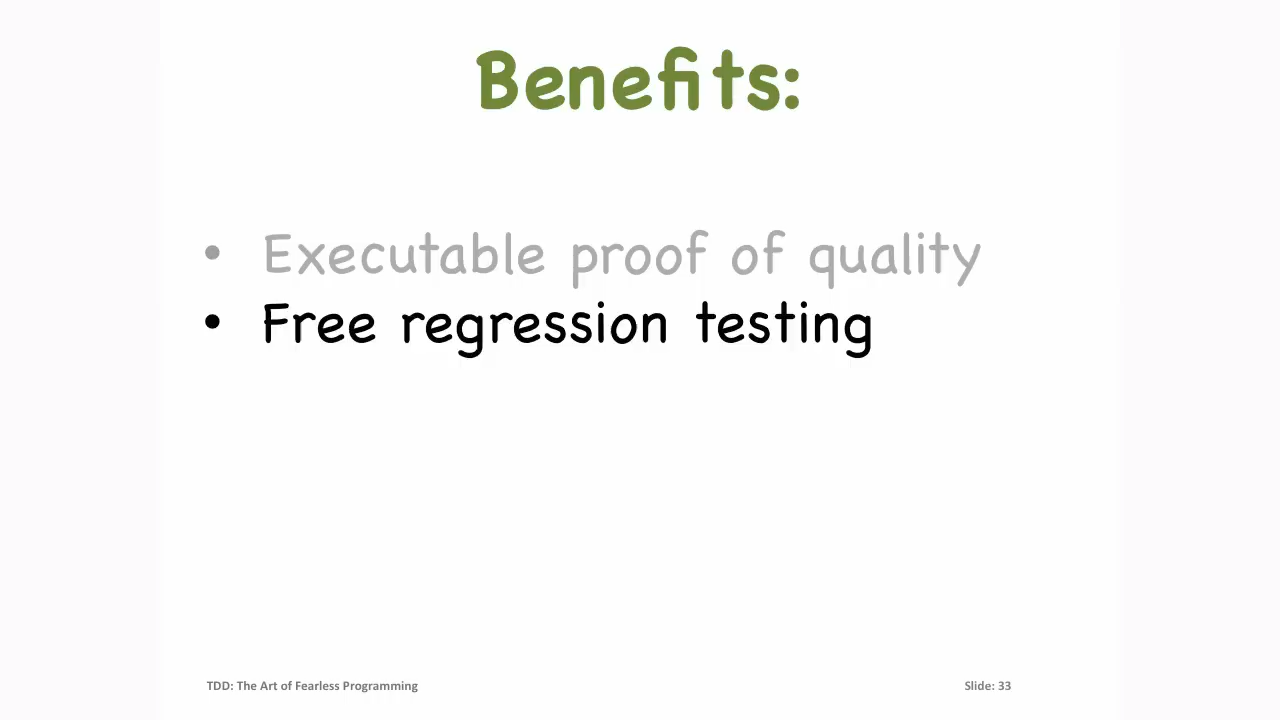 Benefits:
• Executable proof of quality
• Free regression testing
TDD: The Art of Fearless Programming
Slide: 33